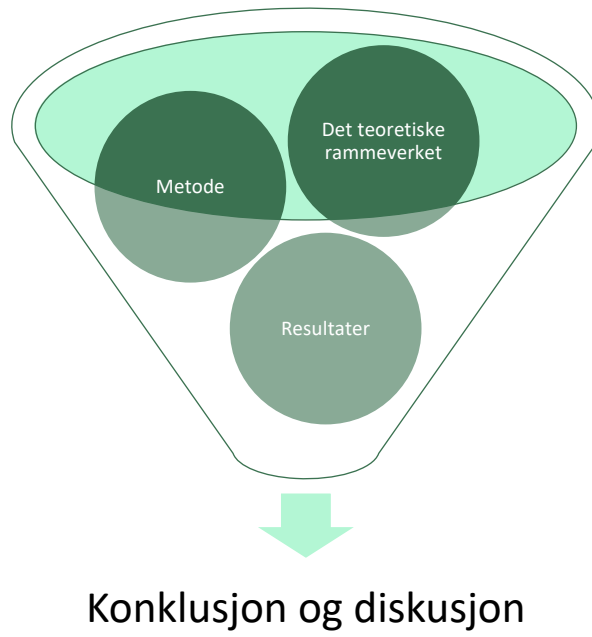 Det teoretiske
rammeverket
Metode
Resultater
Konklusjon og diskusjon